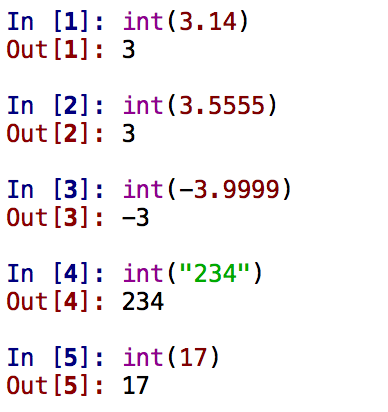 In [1]: int(3.14)
Out[1]: 3
In [2]: int(3.5555)
Out[2]: 3
In [3]: int(−3.9999)
Out[3]: −3
In [4]: int("234")
Out[4]: 234
In [5]: int(17)
Out[5]: 17